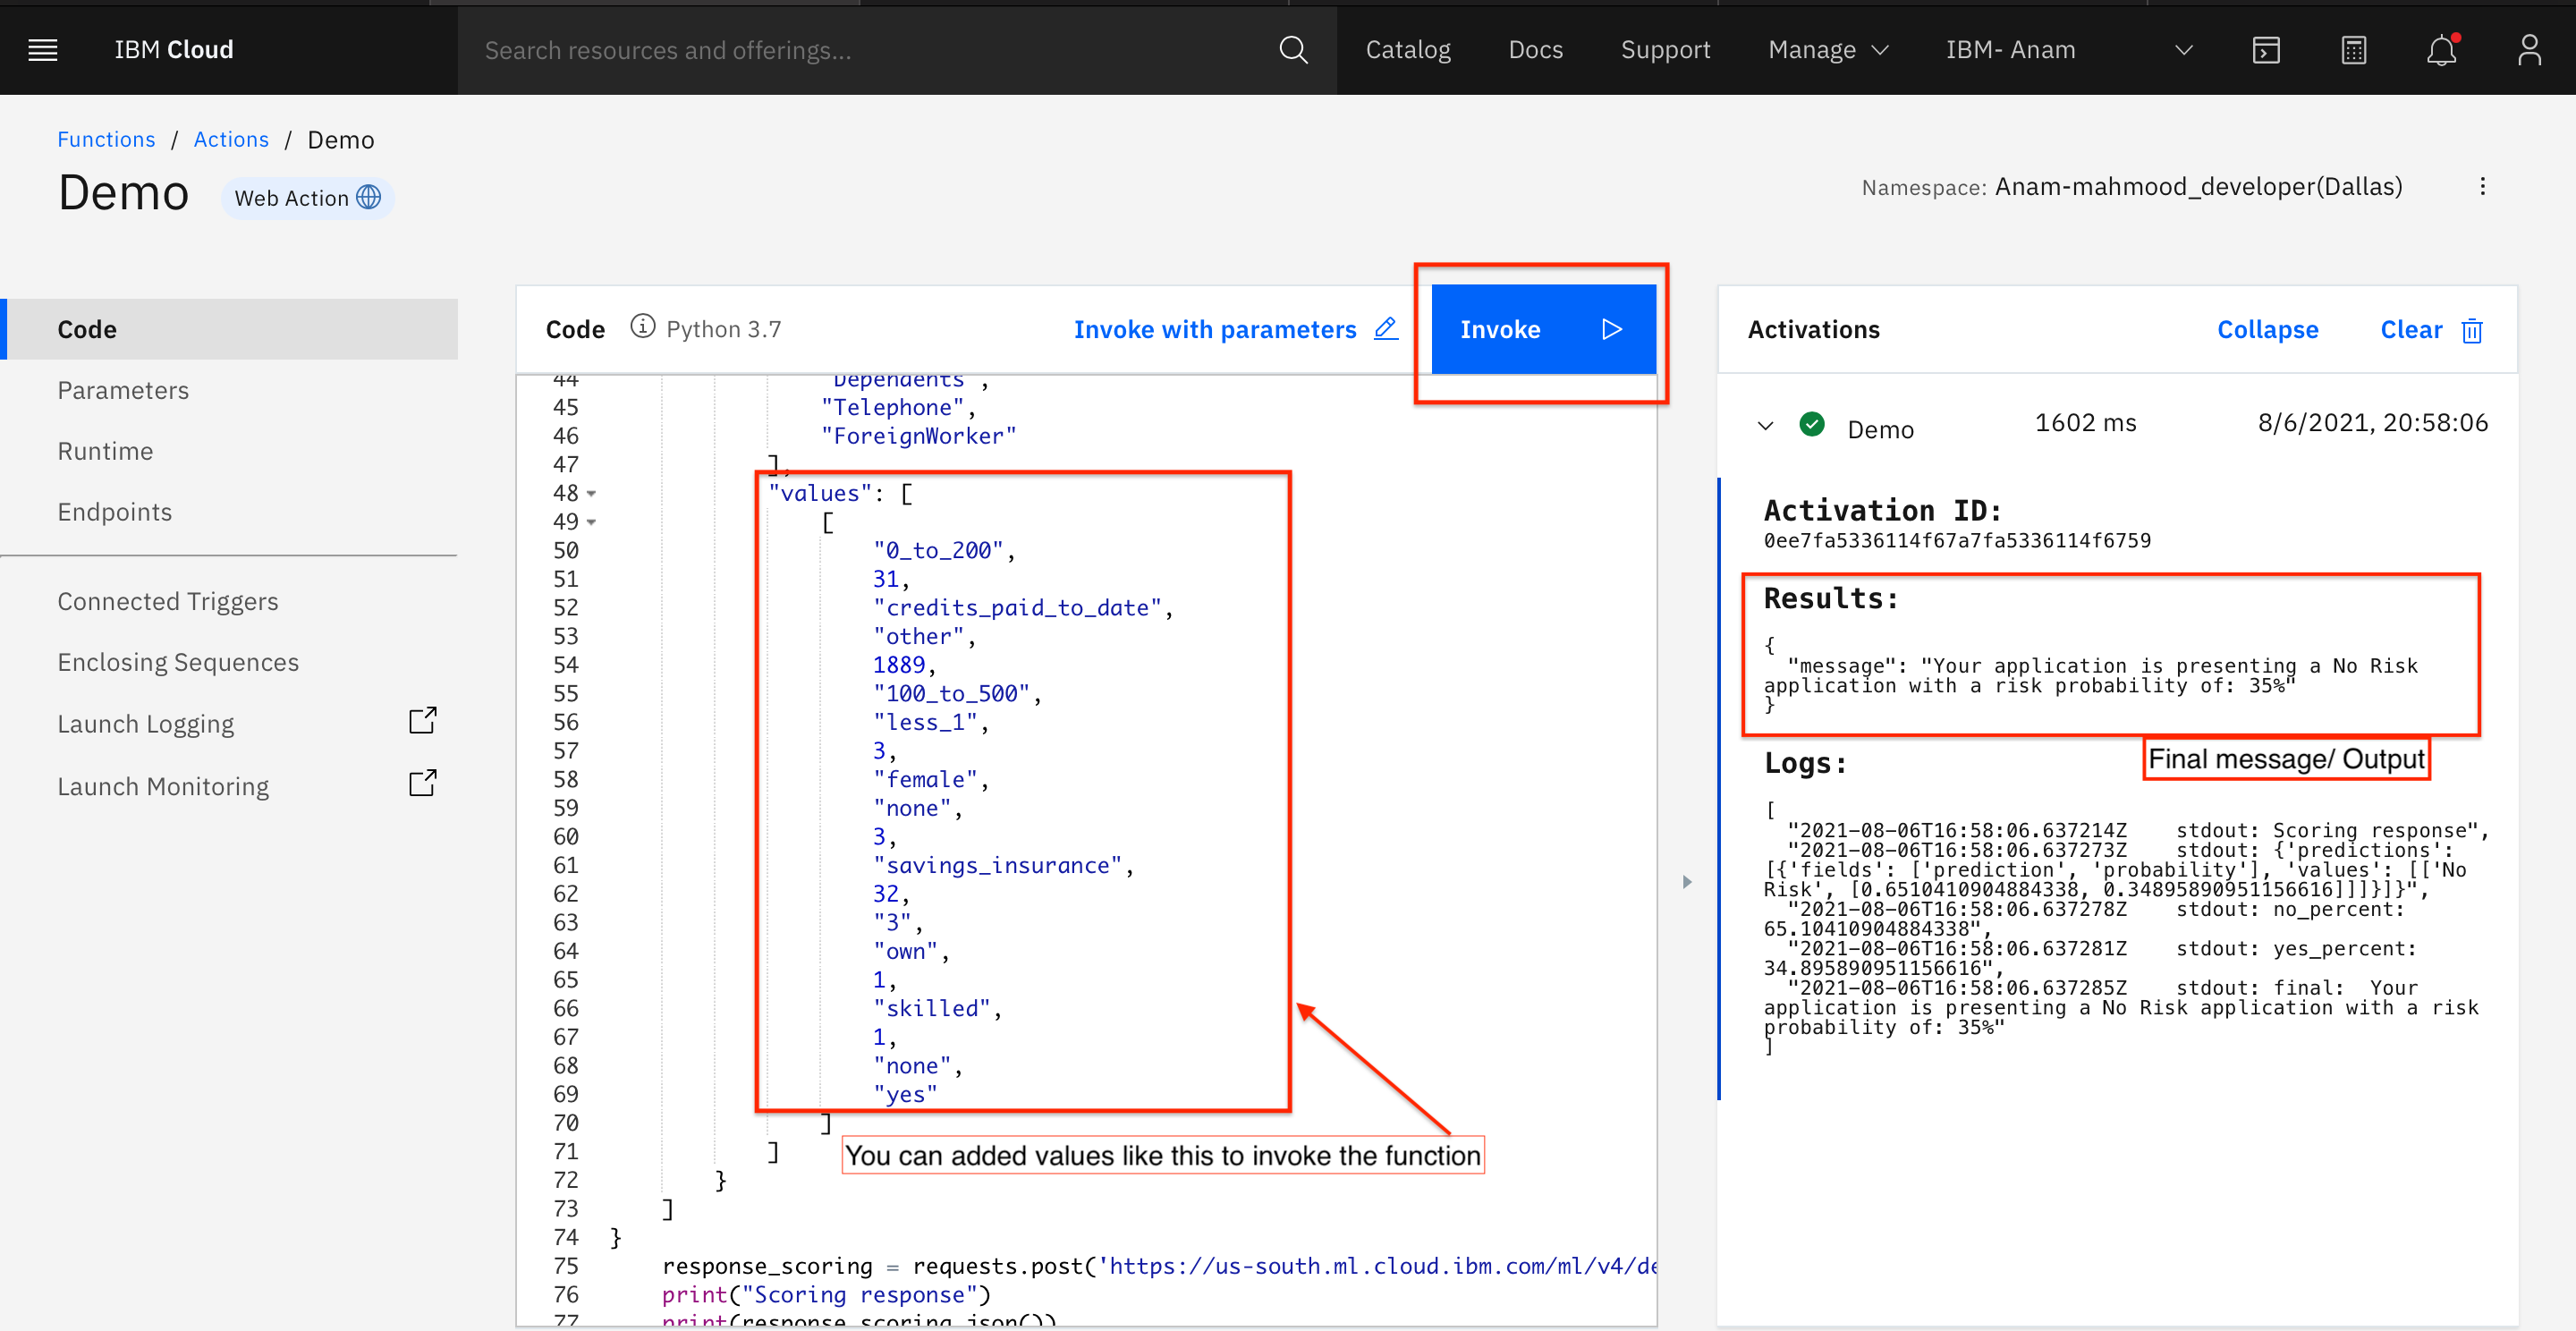 IBM Cloud
Search resources and offerings...
Catalog
Docs
Support
Manage
IBM- Anam
Functions / Actions / Demo
Demo
Web Action
Namespace: Anam-mahmood_developer(Dallas)
Code
Parameters
Runtime
Endpoints
Connected Triggers
Enclosing Sequences
Launch Logging
Launch Monitoring
Code Python 3.7
Invoke with parameters
Invoke
44 "Dependents",
45 "Telephone",
46 "ForeignWorker"
47 ],
48 "values": [
49 [
50 "0_to_200",
51 31,
52 "credits_paid_to_date",
53 "other",
54 1889,
55 "100_to_500",
56 "less_1",
57 3,
58 "female",
59 "none",
60 3,
61 "savings_insurance",
62 32,
63 "3",
64 "own",
65 1,
66 "skilled",
67 1,
68 "none",
69 "yes"
70 ]
71 ]
72 }
73 ]
74 }
75 response_scoring = requests.post('https://us-south.ml.cloud.ibm.com/ml/v4/de
76 print("Scoring response")
77 print(response_scoring.json())
You can added values like this to invoke the function
Activations
Collapse
Clear
Demo
1602 ms
8/6/2021, 20:58:06
Activation ID:
0ee7fa5336114f67a7fa5336114f6759
Results:
{
"message": "Your application is presenting a No Risk
application with a risk probability of: 35%"
}
Final message/ Output
Logs:
[
"2021-08-06T16:58:06.637214Z stdout: Scoring response",
"2021-08-06T16:58:06.637273Z stdout: {'predictions':
[{'fields': ['prediction', 'probability'], 'values': [['No
Risk', [0.6510410904884338, 0.34895890951156616]]]}]}",
"2021-08-06T16:58:06.637278Z stdout: no_percent:
65.10410904884338",
"2021-08-06T16:58:06.637281Z stdout: yes_percent:
34.895890951156616",
"2021-08-06T16:58:06.637285Z stdout: final:  Your
application is presenting a No Risk application with a risk
probability of: 35%"
]